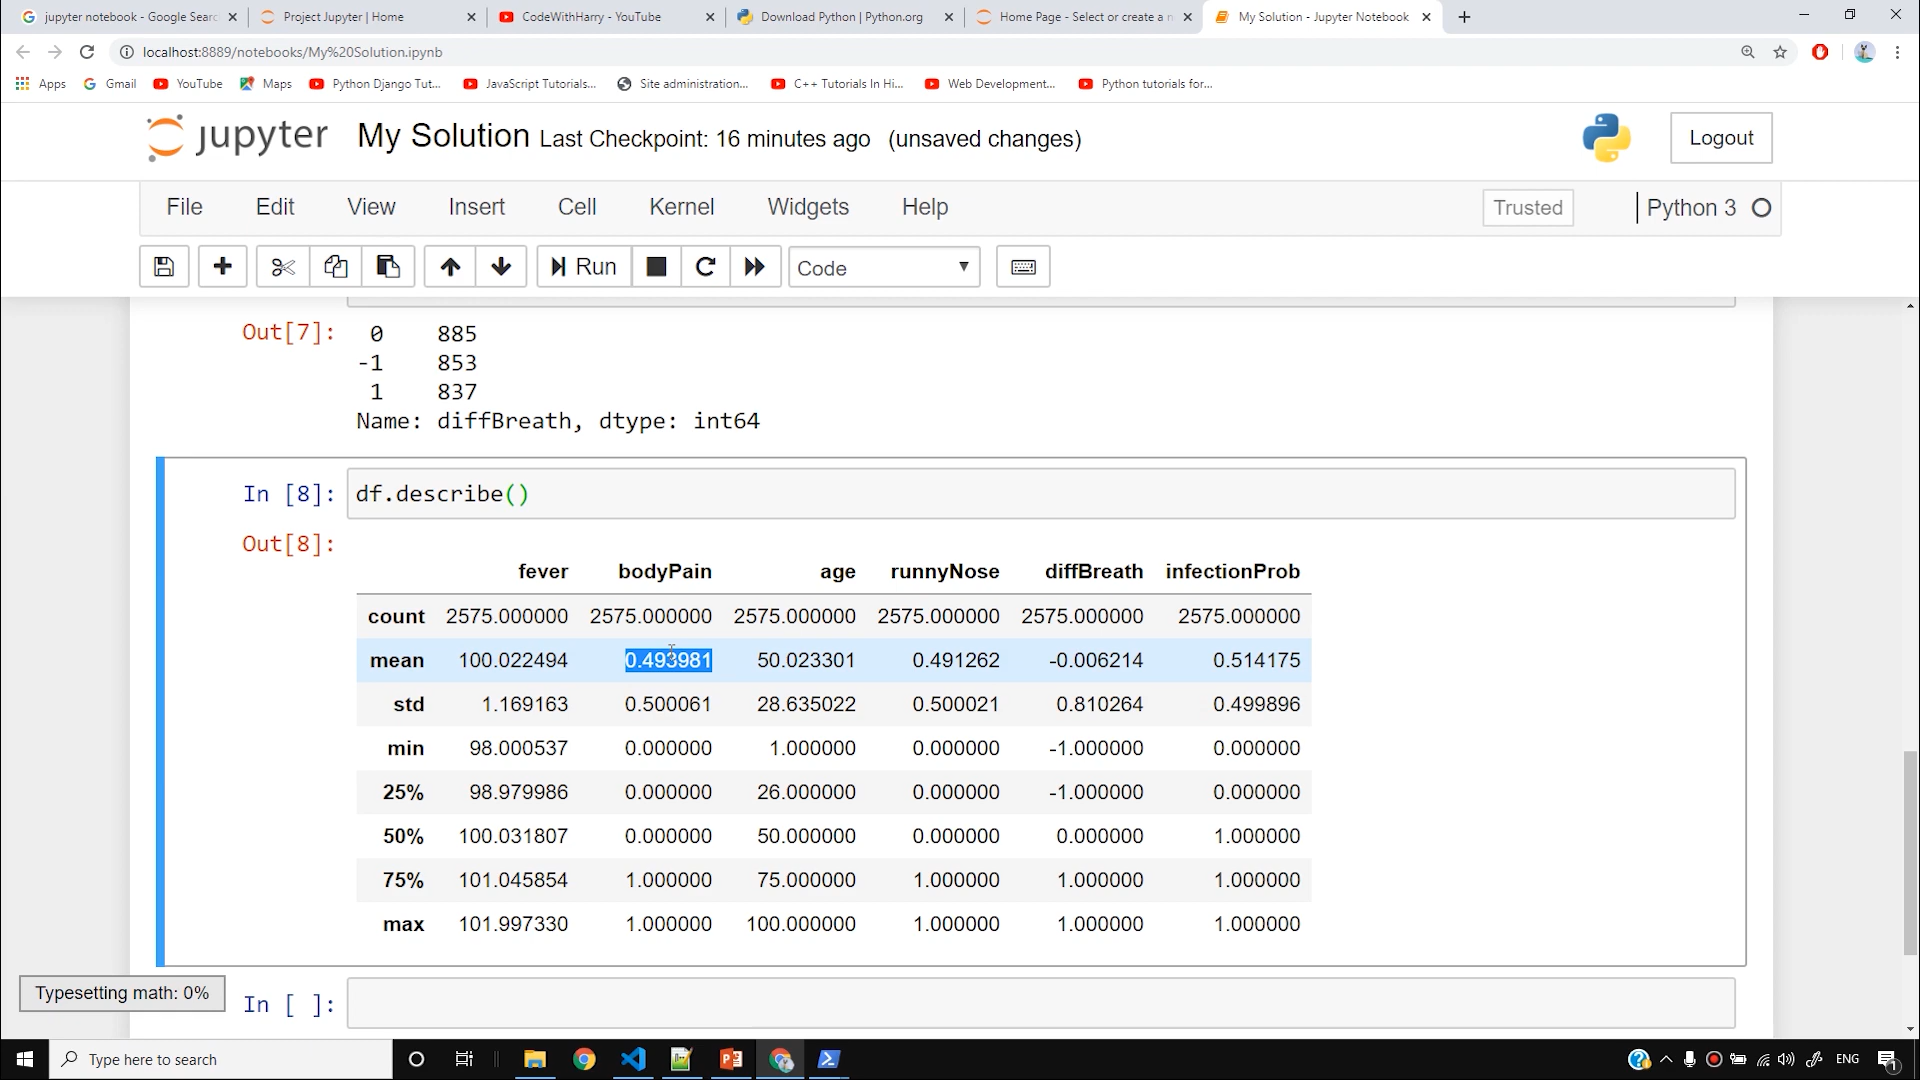 jupyter notebook - Google Searc
Project Jupyter | Home
CodeWithHarry - YouTube
Download Python | Python.org
Home Page - Select or create a n
My Solution - Jupyter Notebook
localhost:8889/notebooks/My%20Solution.ipynb
Apps Gmail YouTube Maps Python Django Tut... JavaScript Tutorials... Site administration... C++ Tutorials In Hi... Web Development... Python tutorials for...
jupyter My Solution Last Checkpoint: 16 minutes ago (unsaved changes) Logout
File Edit View Insert Cell Kernel Widgets Help Trusted Python 3
Run Code
Out[7]: 0 885
-1 853
1 837
Name: diffBreath, dtype: int64
In [8]: df.describe()
Out[8]:
fever bodyPain age runnyNose diffBreath infectionProb
count 2575.000000 2575.000000 2575.000000 2575.000000 2575.000000 2575.000000
mean 100.022494 0.493981 50.023301 0.491262 -0.006214 0.514175
std 1.169163 0.500061 28.635022 0.500021 0.810264 0.499896
min 98.000537 0.000000 1.000000 0.000000 -1.000000 0.000000
25% 98.979986 0.000000 26.000000 0.000000 -1.000000 0.000000
50% 100.031807 0.000000 50.000000 0.000000 0.000000 1.000000
75% 101.045854 1.000000 75.000000 1.000000 1.000000 1.000000
max 101.997330 1.000000 100.000000 1.000000 1.000000 1.000000
Typesetting math: 0%
In [ ]:
Type here to search
ENG
1